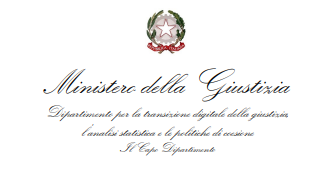 Ministero della Giustizia
Dipartimento per la transizione digitale della giustizia,
l'analisi statistica e le politiche di coesione
Il Capo Dipartimento